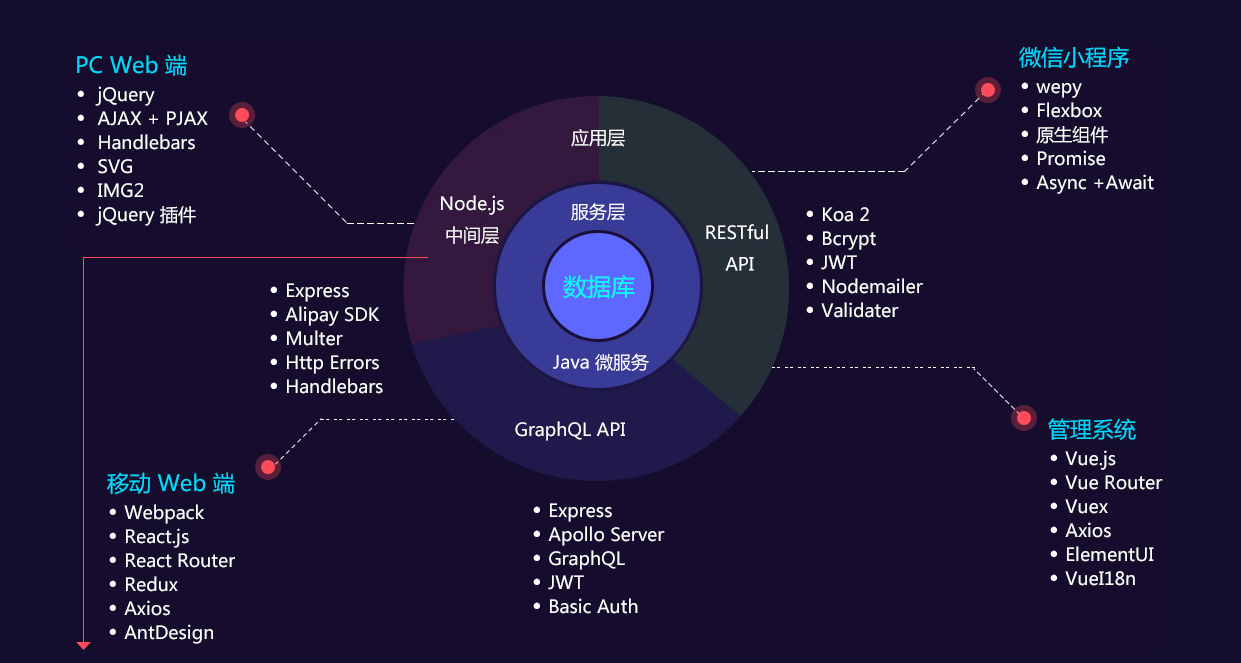 PC Web 端
• jQuery
• AJAX + PJAX
• Handlebars
• SVG
• IMG2
• jQuery 插件
微信小程序
• wepy
• Flexbox
• 原生组件
• Promise
• Async +Await
应用层
Node.js
中间层
服务层
RESTful
API
数据库
Java 微服务
GraphQL API
• Koa 2
• Bcrypt
• JWT
• Nodemailer
• Validater
• Express
• Alipay SDK
• Multer
• Http Errors
• Handlebars
移动 Web 端
• Webpack
• React.js
• React Router
• Redux
• Axios
• AntDesign
• Express
• Apollo Server
• GraphQL
• JWT
• Basic Auth
管理系统
• Vue.js
• Vue Router
• Vuex
• Axios
• ElementUI
• VueI18n